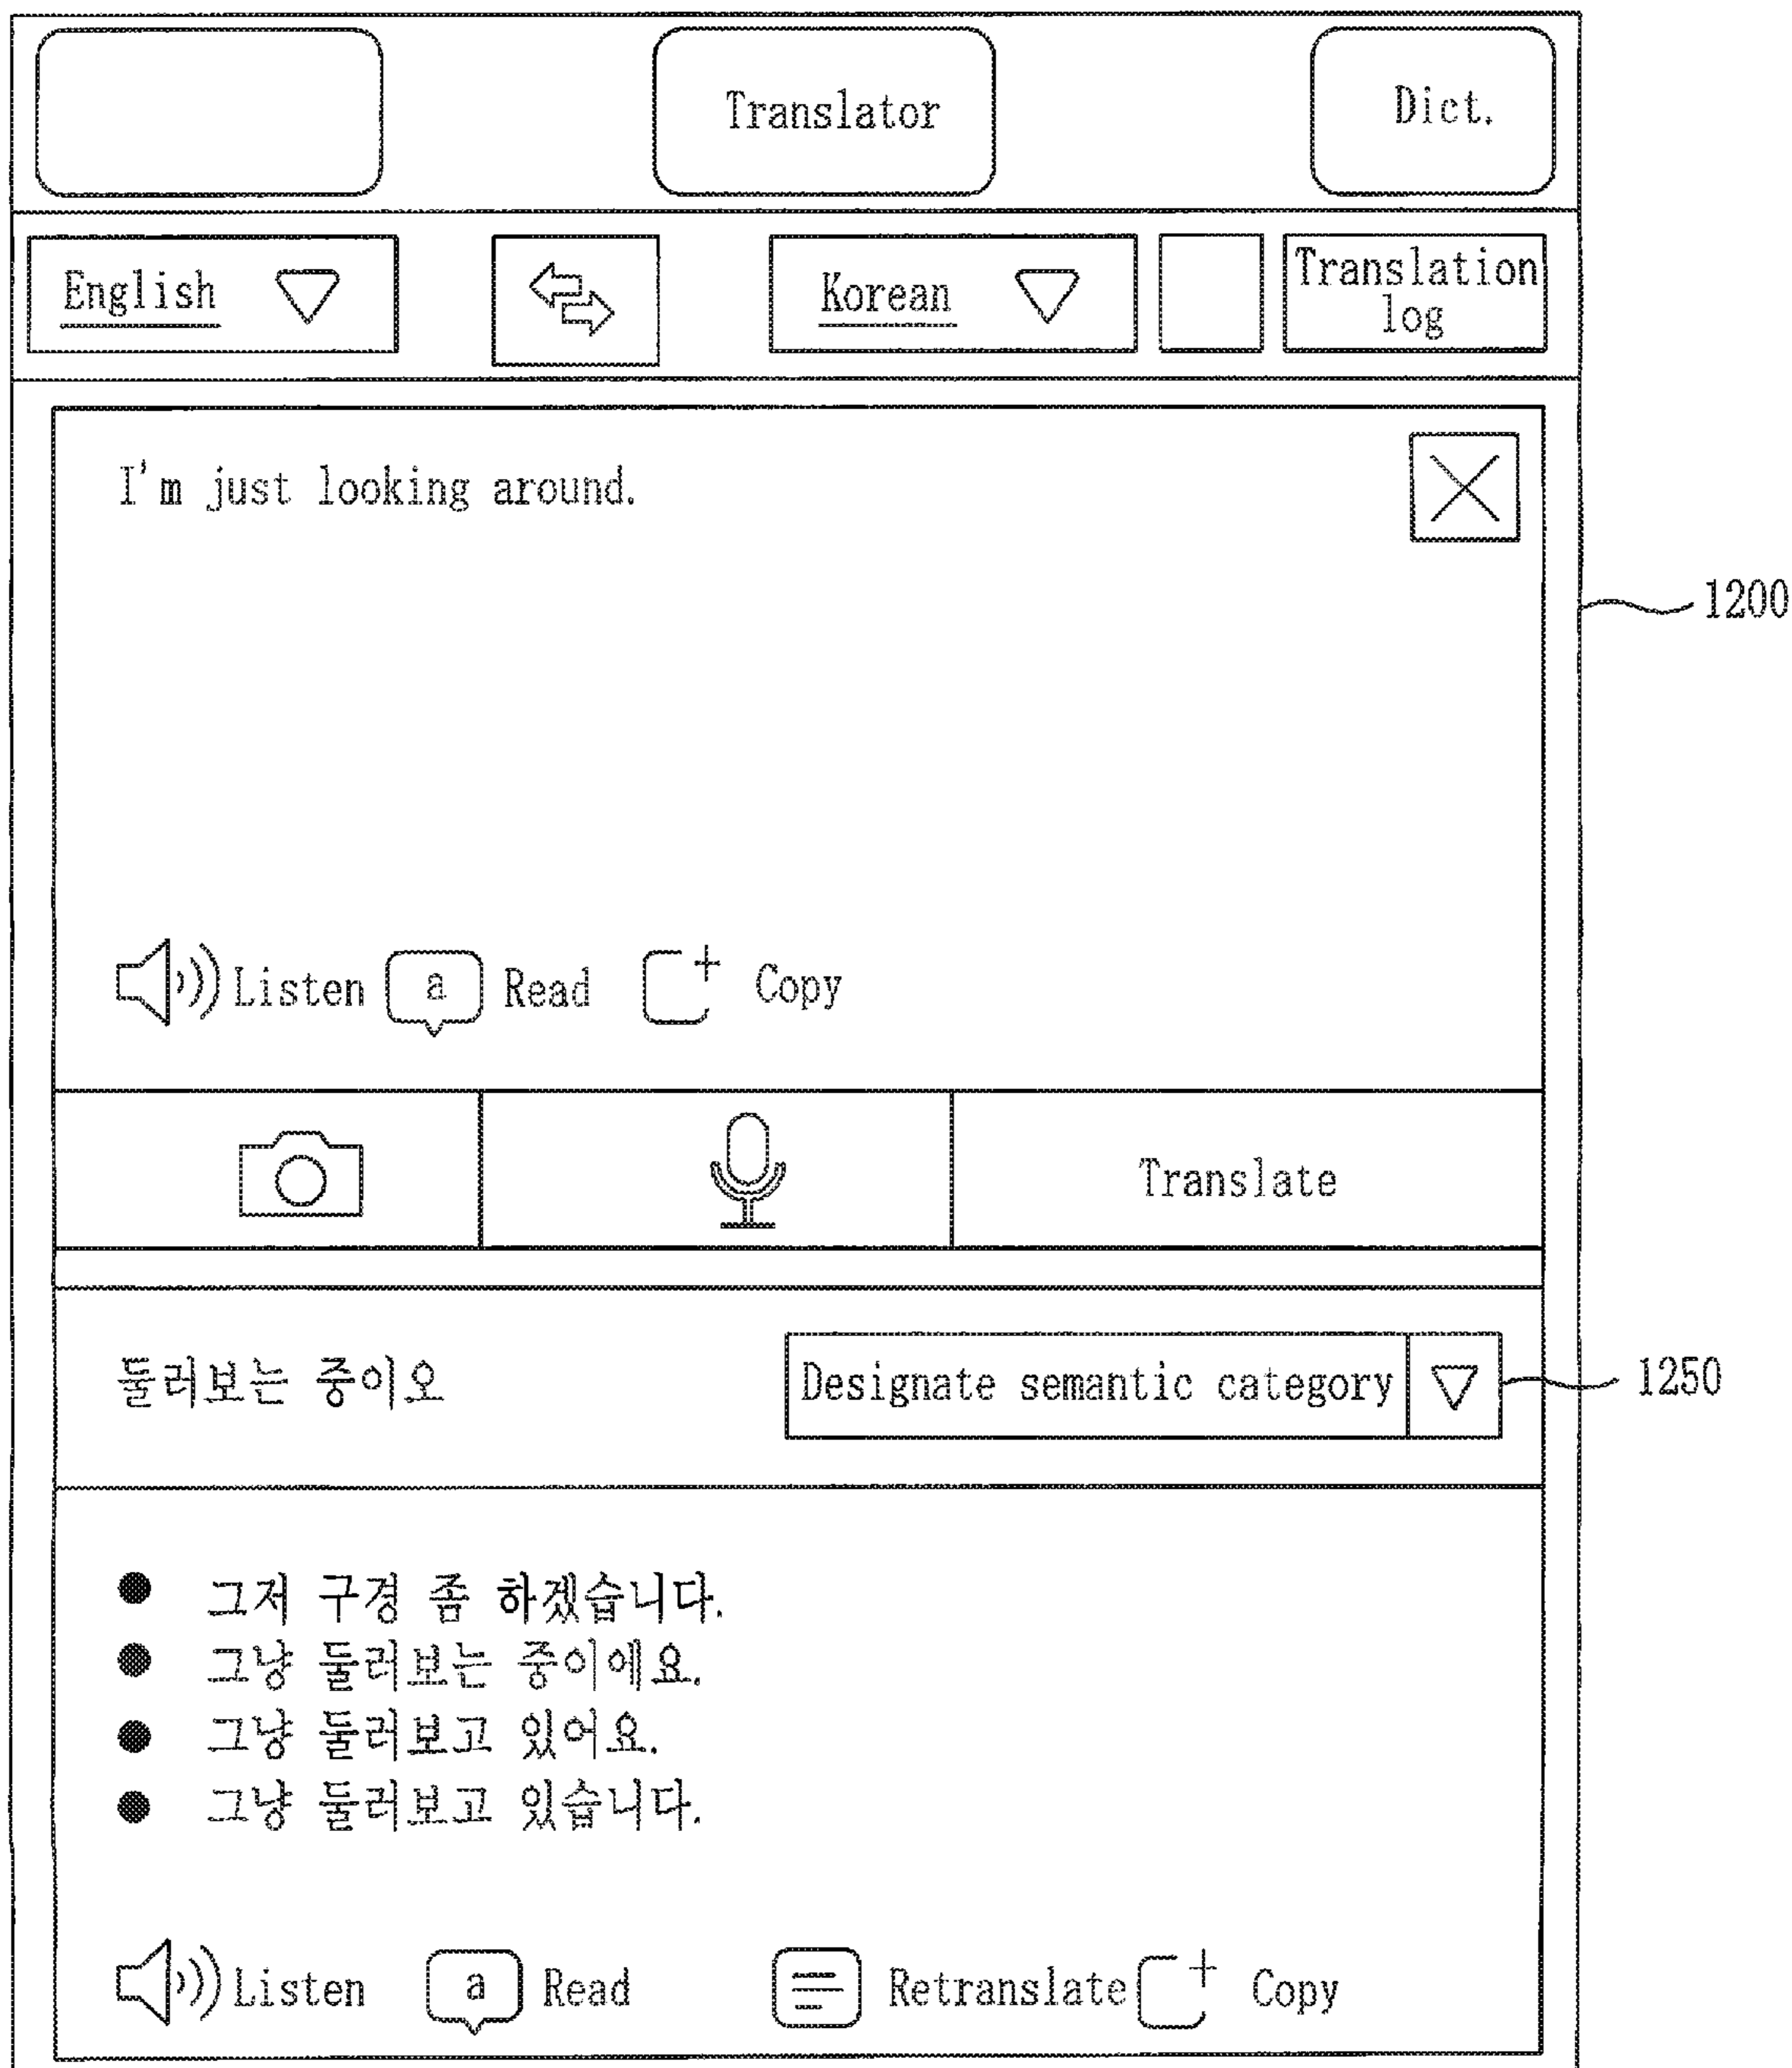 Translator
Dict.
English
Korean
Translation
log
I'm just looking around.
1200
Listen
a
Read
Copy
Translate
둘러보는 중이오
Designate semantic category
1250
그저 구경 좀 하겠습니다.
그냥 둘러보는 중이에요.
그냥 둘러보고 있어요.
그냥 둘러보고 있습니다.
Listen
a
Read
Retranslate
Copy